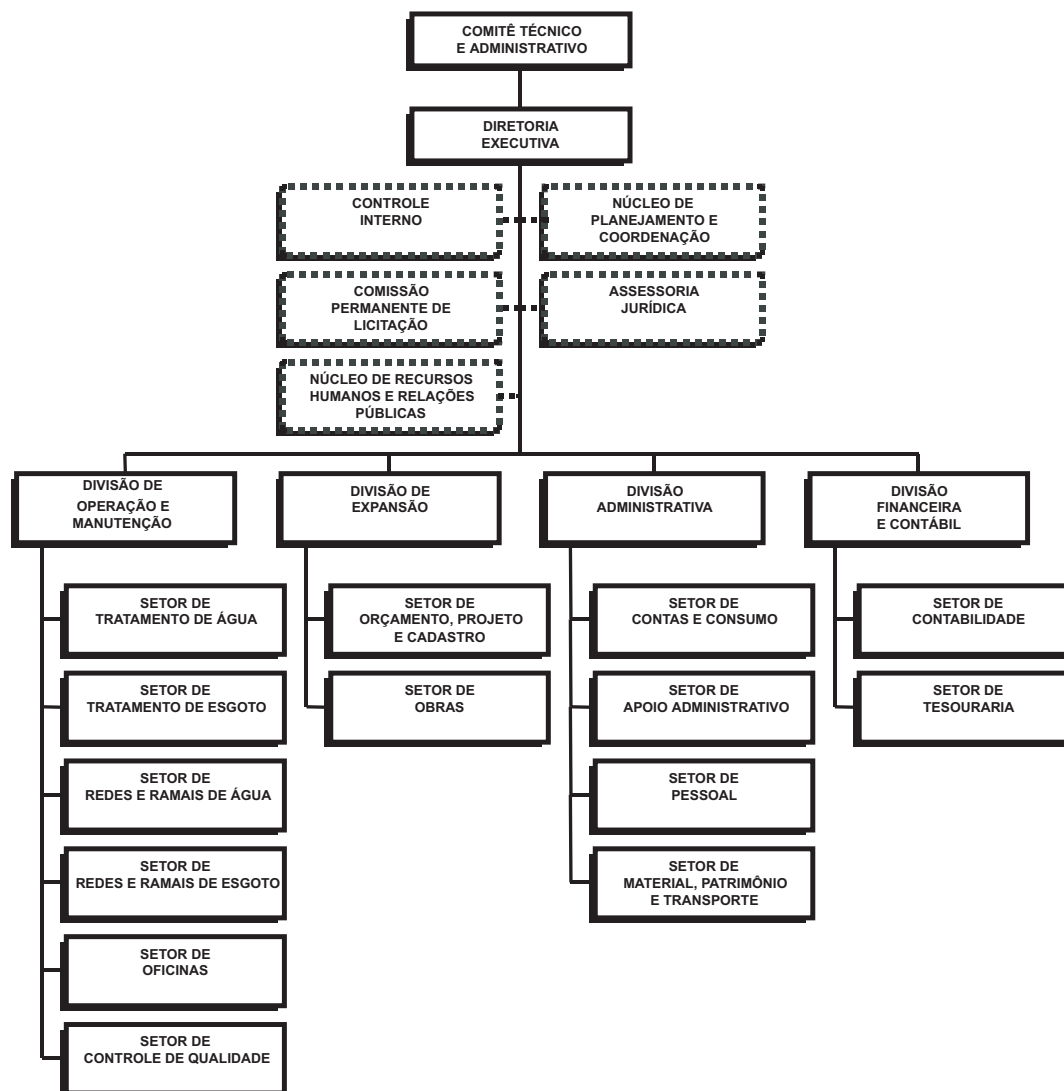 COMITÊ TÉCNICO
E ADMINISTRATIVO
DIRETORIA
EXECUTIVA
CONTROLE
INTERNO
NÚCLEO DE
PLANEJAMENTO E
COORDENAÇÃO
COMISSÃO
PERMANENTE DE
LICITAÇÃO
ASSESSORIA
JURÍDICA
NÚCLEO DE RECURSOS
HUMANOS E RELAÇÕES
PÚBLICAS
DIVISÃO DE
OPERAÇÃO E
MANUTENÇÃO
DIVISÃO DE
EXPANSÃO
DIVISÃO
ADMINISTRATIVA
DIVISÃO
FINANCEIRA
E CONTÁBIL
SETOR DE
TRATAMENTO DE ÁGUA
SETOR DE
TRATAMENTO DE ESGOTO
SETOR DE
REDES E RAMAIS DE ÁGUA
SETOR DE
REDES E RAMAIS DE ESGOTO
SETOR DE
OFICINAS
SETOR DE
CONTROLE DE QUALIDADE
SETOR DE
ORÇAMENTO, PROJETO
E CADASTRO
SETOR DE
OBRAS
SETOR DE
CONTAS E CONSUMO
SETOR DE
APOIO ADMINISTRATIVO
SETOR DE
PESSOAL
SETOR DE
MATERIAL, PATRIMÔNIO
E TRANSPORTE
SETOR DE
CONTABILIDADE
SETOR DE
TESOURARIA